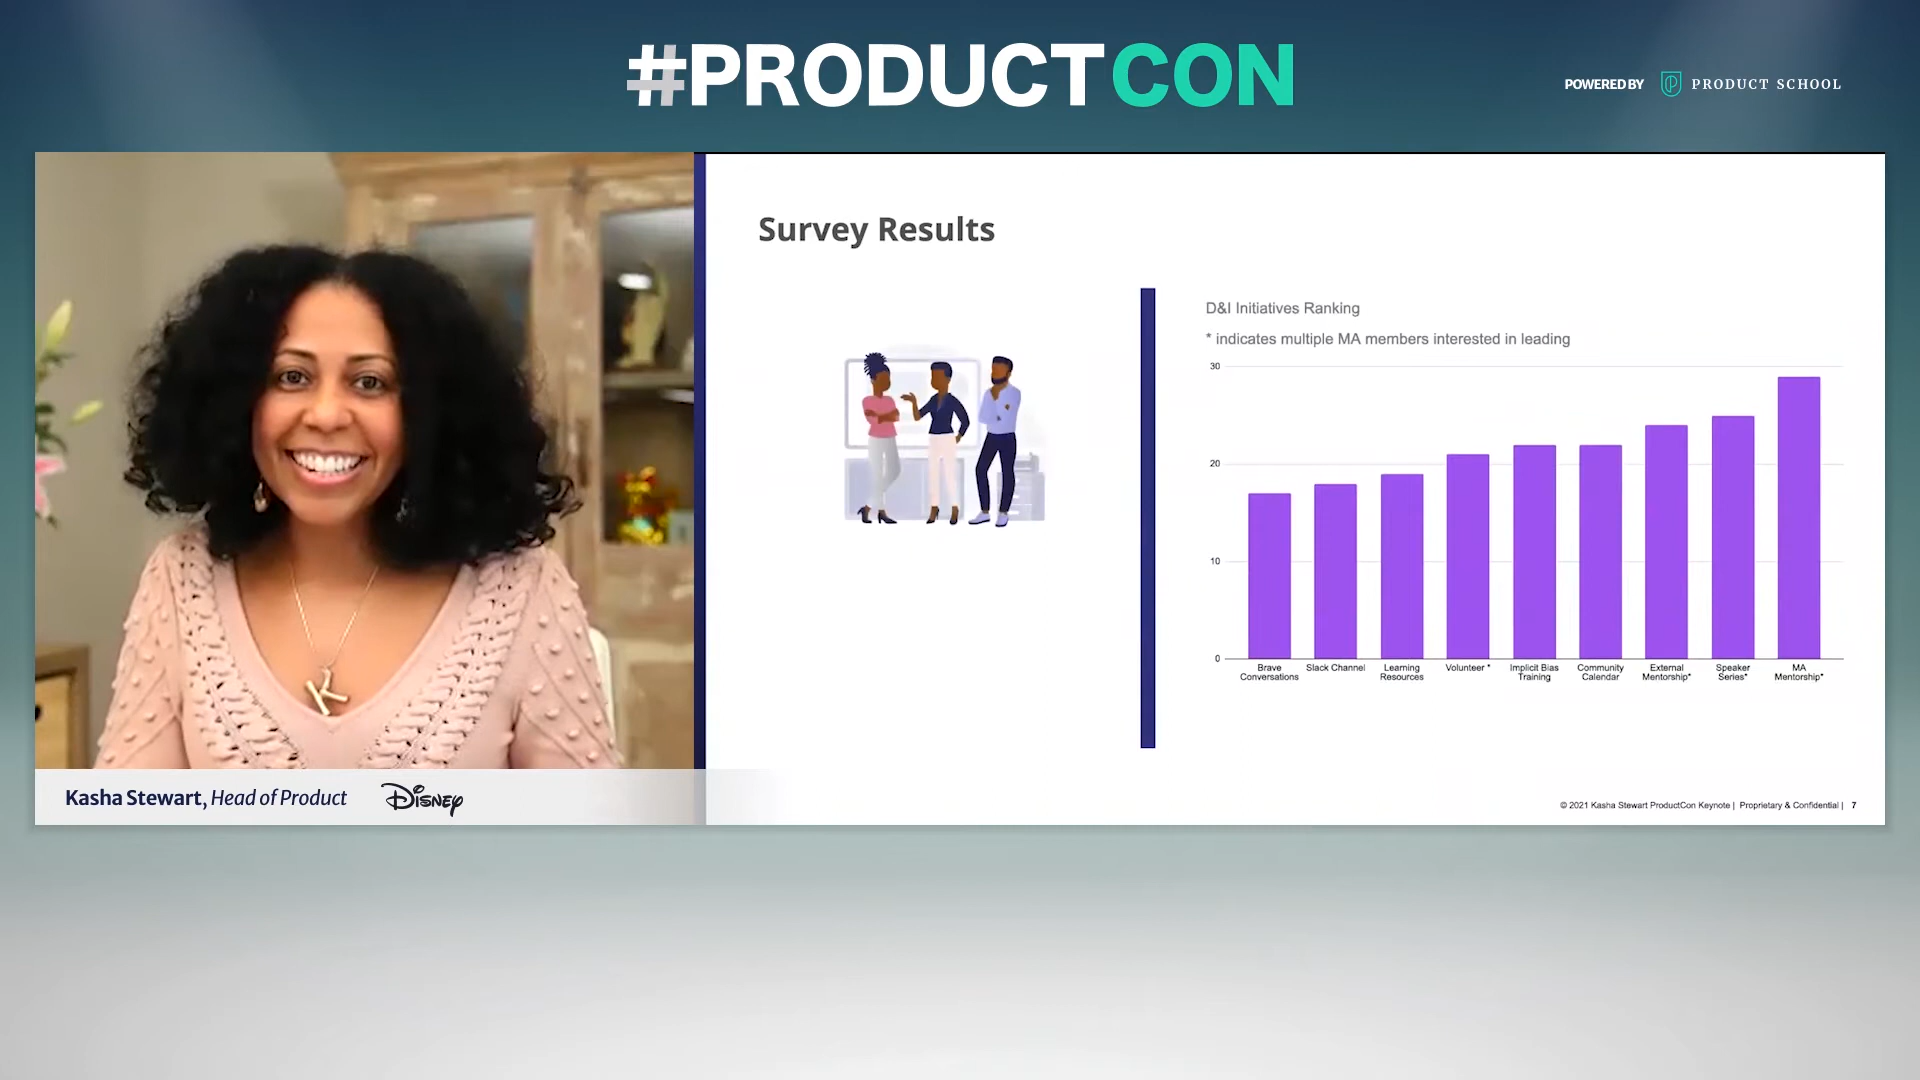 #PRODUCTCON
POWERED BY PRODUCT SCHOOL
Survey Results
D&I Initiatives Ranking
* indicates multiple MA members interested in leading
30
20
10
0
Brave Conversations
Slack Channel
Learning Resources
Volunteer *
Implicit Bias Training
Community Calendar
External Mentorship*
Speaker Series*
MA Mentorship*
K
Kasha Stewart, Head of Product Disney
© 2021 Kasha Stewart ProductCon Keynote | Proprietary & Confidential | 7